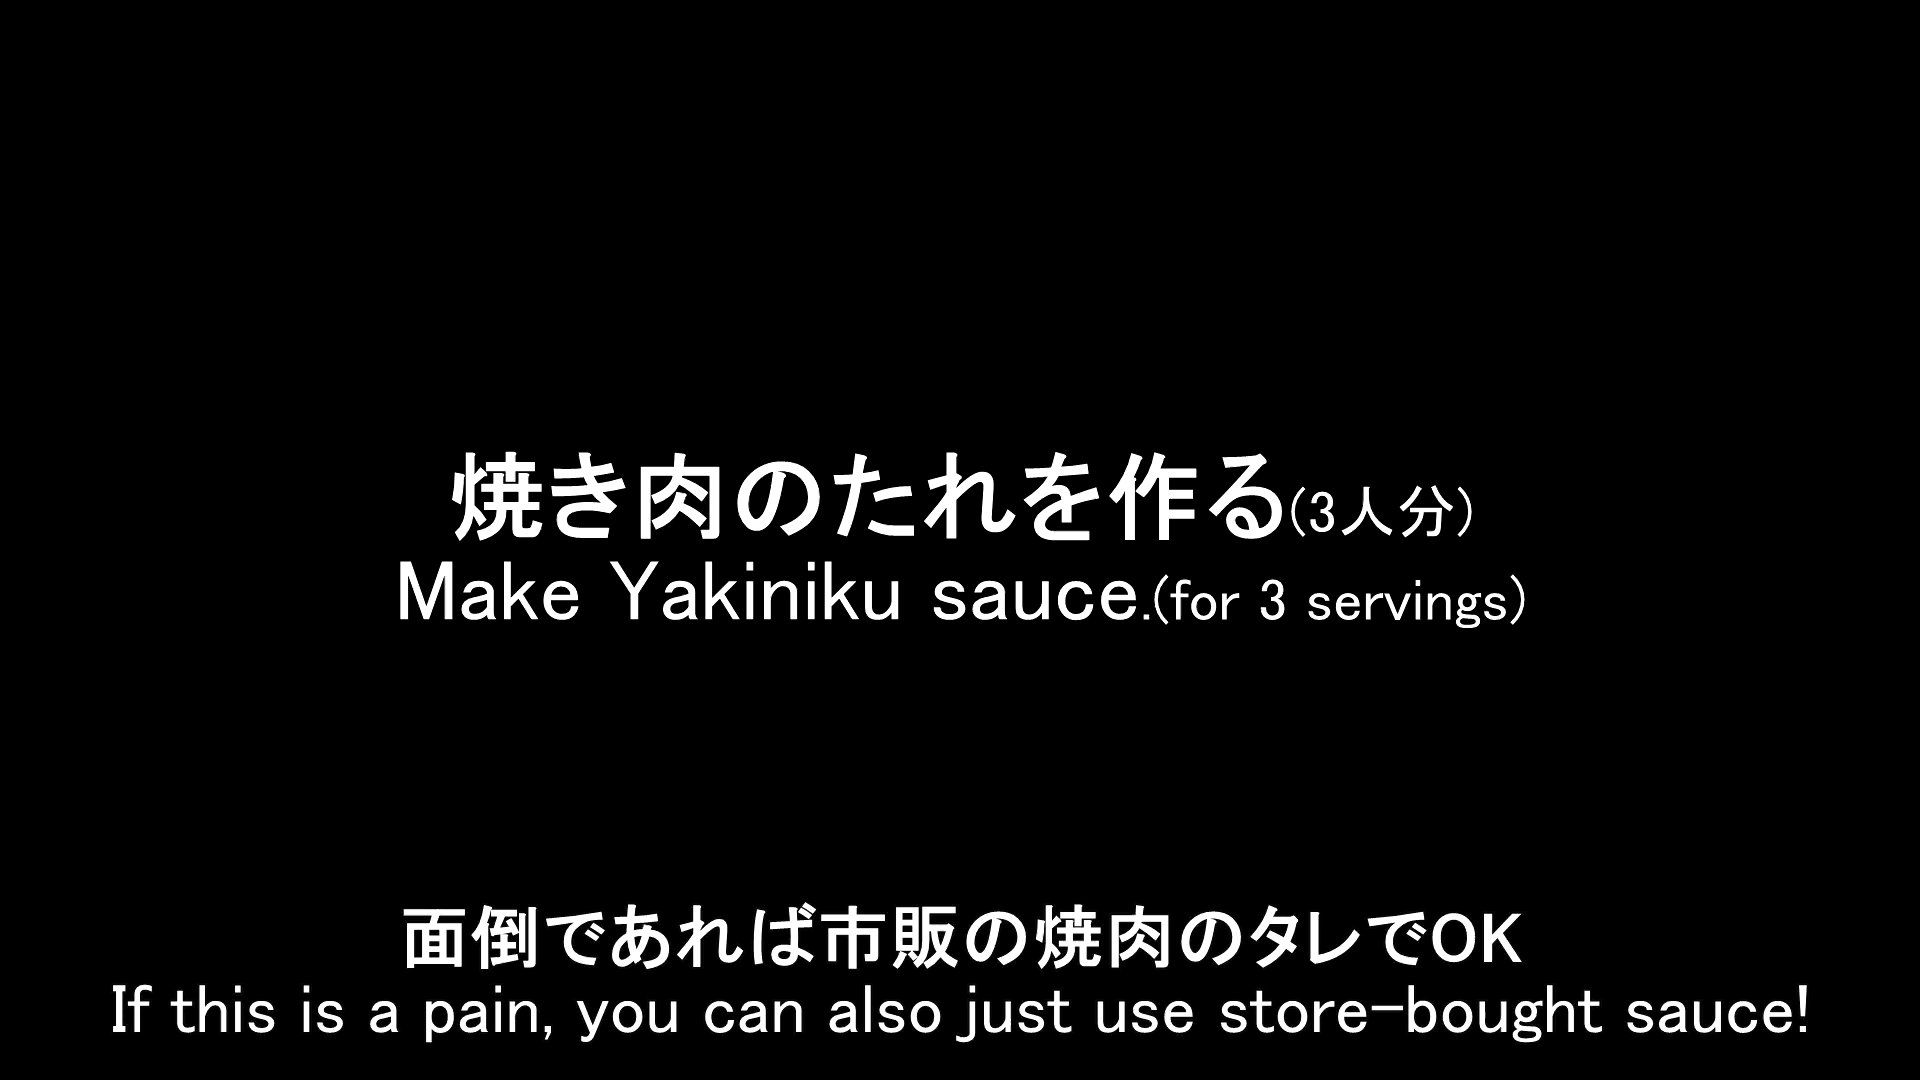 焼き肉のたれを作る(3人分)
Make Yakiniku sauce.(for 3 servings)
面倒であれば市販の焼肉のタレでOK
If this is a pain, you can also just use store-bought sauce!